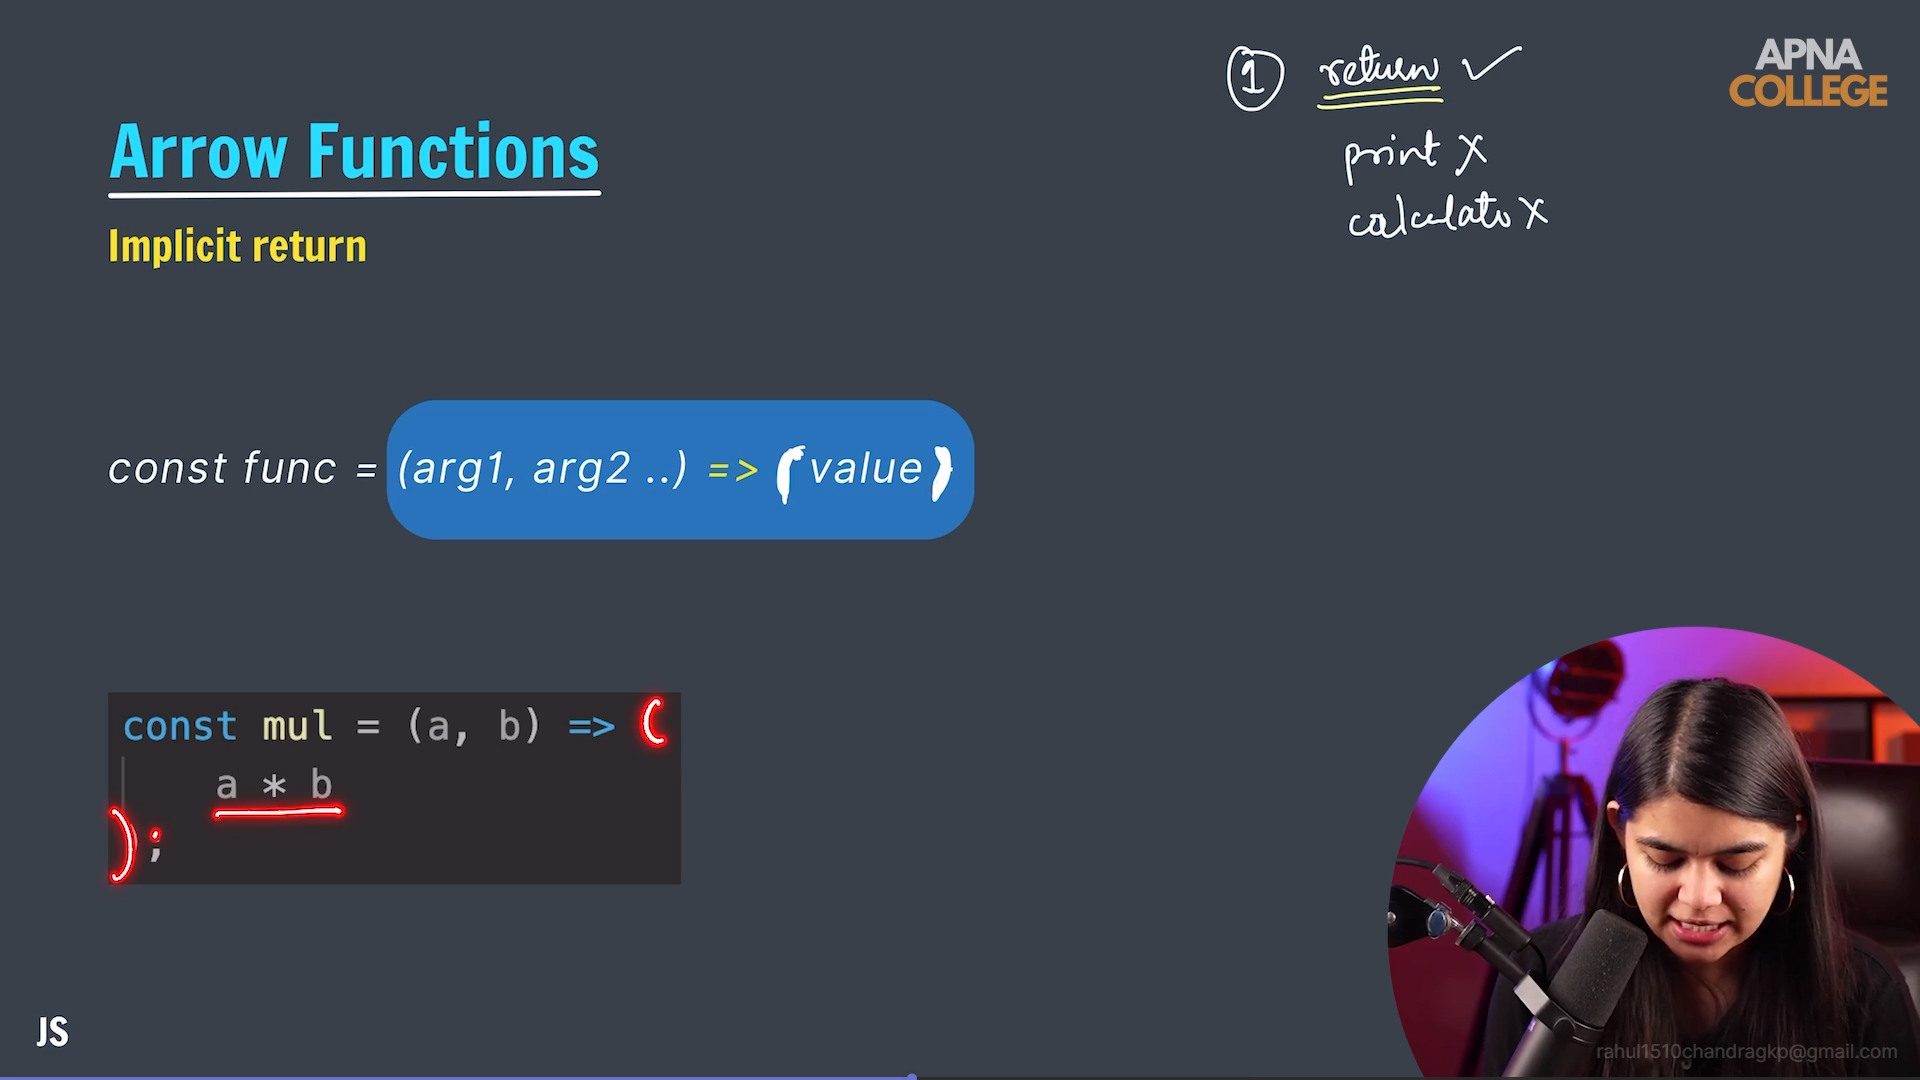 ① return ✓
APNA
COLLEGE
print X
calculate X
Arrow Functions
Implicit return
const func = (arg1, arg2 ..) => (value)
const mul = (a, b) => (
a * b
);
JS
rahul1510chandragkp@gmail.com